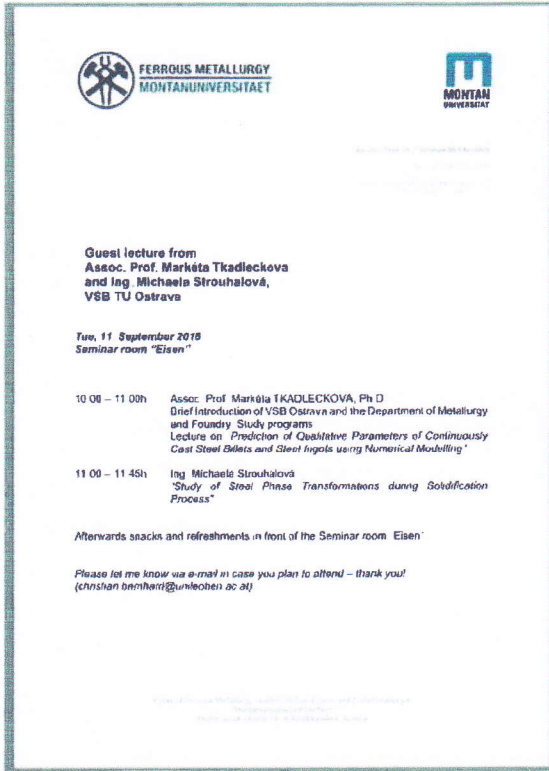 FERROUS METALLURGY
MONTANUNIVERSITAET
MONTAN
UNIVERSITÄT
Guest lecture from
Assoc. Prof. Markéta Tkadleckova
and Ing. Michaela Strouhalová,
VSB TU Ostrava
Tue, 11 September 2018
Seminar room "Eisen"
10 00 – 11 00h Assoc Prof Markéta TKADLECKOVA, Ph D
Brief Introduction of VSB Ostrava and the Department of Metallurgy
and Foundry Study programs
Lecture on Prediction of Qualitative Parameters of Continuously
Cast Steel Billets and Steel Ingots using Numerical Modelling"
11 00 – 11 45h Ing Michaela Strouhalová
"Study of Steel Phase Transformations during Solidification
Process"
Afterwards snacks and refreshments in front of the Seminar room Eisen"
Please let me know via e-mail in case you plan to attend – thank you!
(christian bernhard@unileoben ac at)